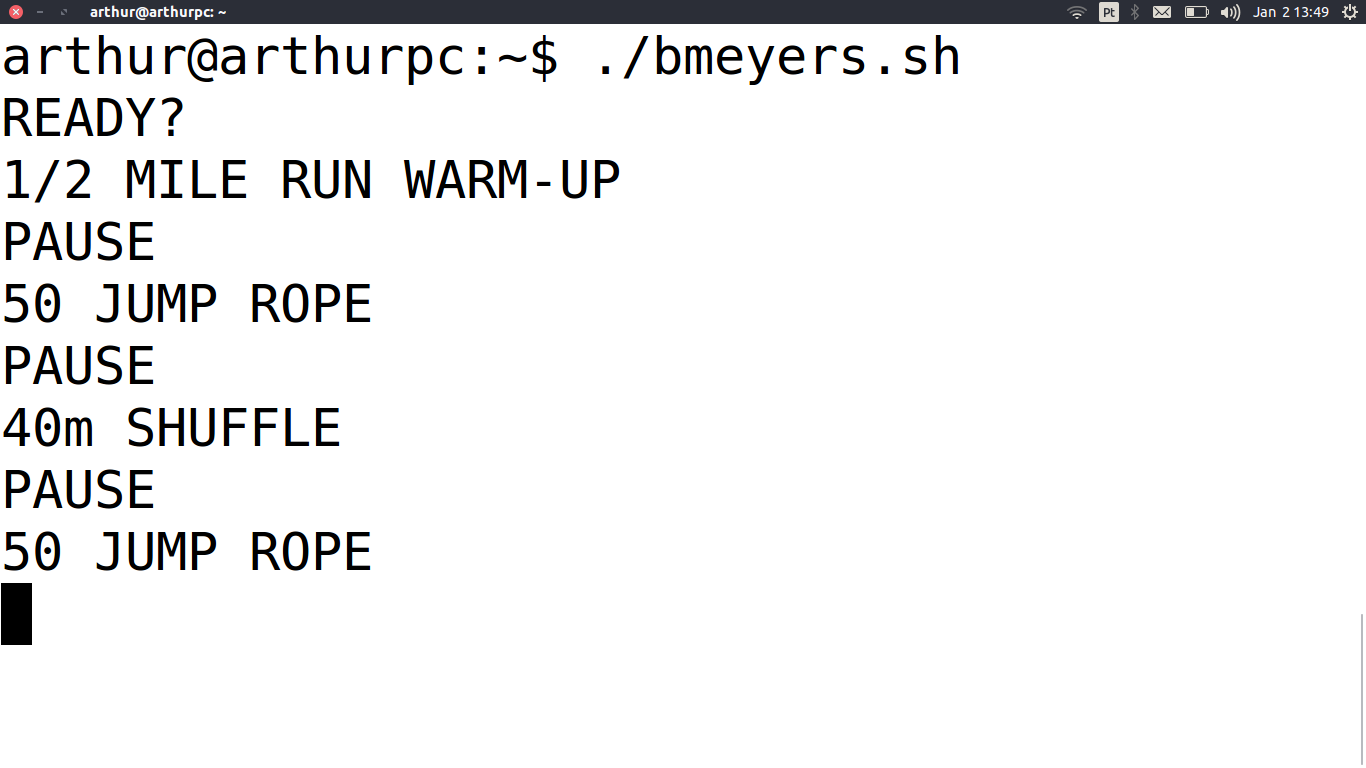 arthur@arthurpc: ~
Pt
Jan 2 13:49
arthur@arthurpc:~$ ./bmeyers.sh
READY?
1/2 MILE RUN WARM-UP
PAUSE
50 JUMP ROPE
PAUSE
40m SHUFFLE
PAUSE
50 JUMP ROPE